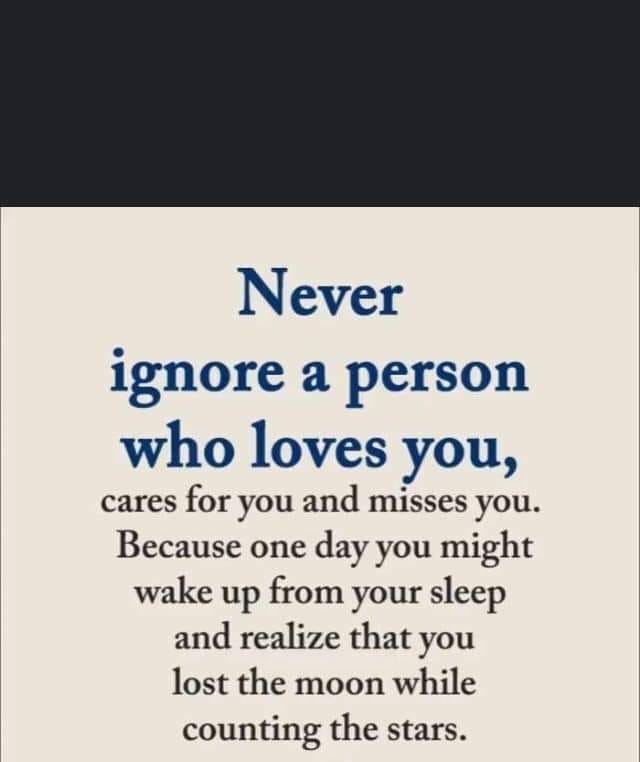 Never
ignore a person
who loves you,
cares for you and misses you.
Because one day you might
wake up from your sleep
and realize that you
lost the moon while
counting the stars.